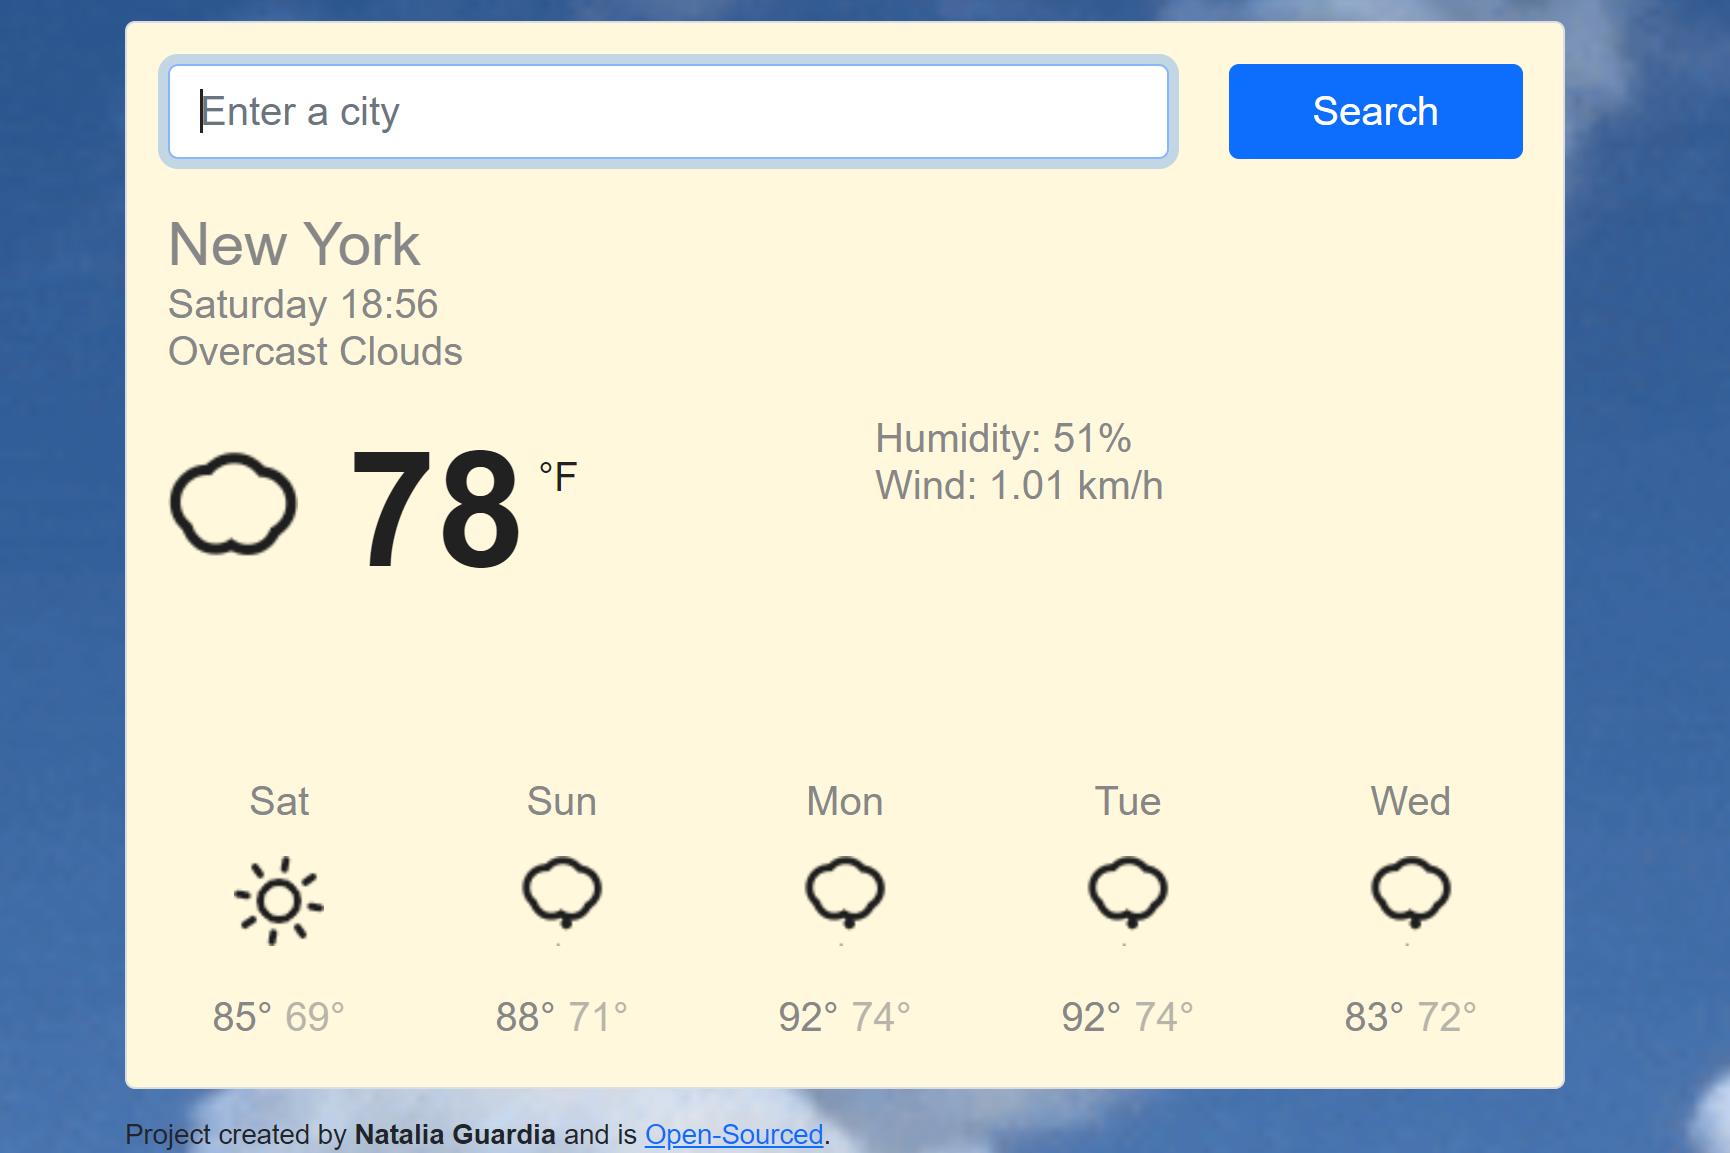 Enter a city
Search
New York
Saturday 18:56
Overcast Clouds
78 °F
Humidity: 51%
Wind: 1.01 km/h
Sat Sun Mon Tue Wed
85° 69° 88° 71° 92° 74° 92° 74° 83° 72°
Project created by Natalia Guardia and is Open-Sourced.